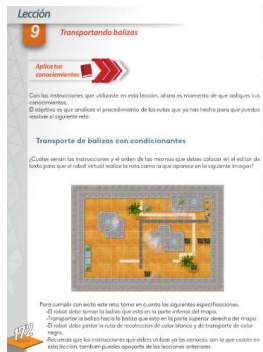 Lección
9
Transportando balizas
Aplica tus
conocimientos
Con las instrucciones que utilizaste en esta lección, ahora es momento de que apliques tus
conocimientos.
El objetivo es que analices el procedimiento de las rutas que ya has hecho para que puedas
resolver el siguiente reto.
Transporte de balizas con condicionantes
¿Cuáles serían las instrucciones y el orden de las mismas que debes colocar en el editor de
texto para que el robot virtual realice la ruta como la que aparece en la siguiente imagen?
Para cumplir con éxito este reto, toma en cuenta las siguientes especificaciones.
-El robot debe tomar la baliza que está en la parte inferior del mapa.
-Transportar la baliza hacia la baliza que está en la parte superior derecha del mapa.
-El robot debe pintar la ruta de recolección de color blanco y de transporte de color
negro.
-Recuerda que las instrucciones que debes utilizar ya las conoces, son la que usaste en
esta lección, también puedes apoyarte de las lecciones anteriores.
172